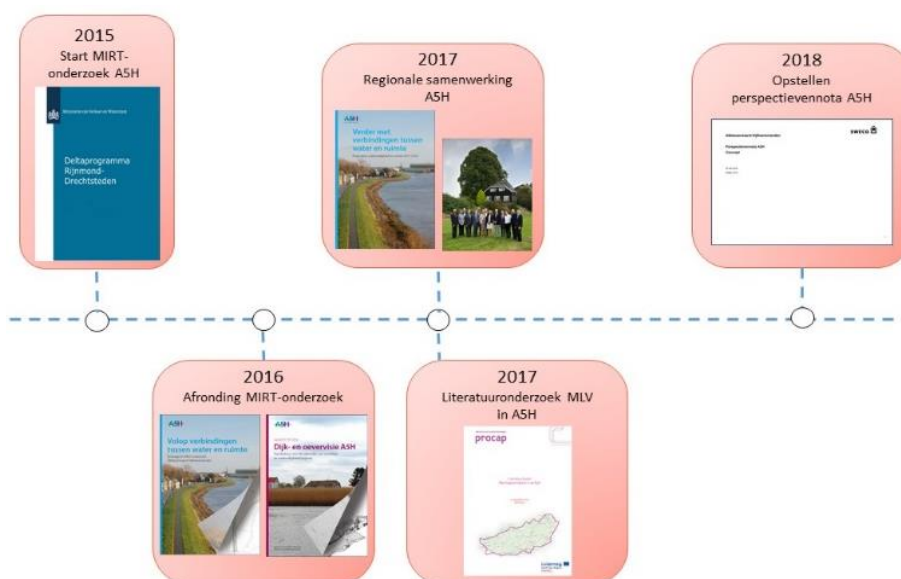 2015
Start MIRT-
onderzoek A5H
Deltaprogramma
Rijnmond-
Drechtsteden
2017
Regionale samenwerking
A5H
A5H
Verder met
verbindingen tussen
water en ruimte
2018
Opstellen
perspectievennota A5H
SWECO
2016
Afronding MIRT-onderzoek
A5H
Volop verbindingen
tussen water en ruimte
A5H
Dijk- en oevervisie A5H
2017
Literatuuronderzoek MLV
in A5H
procap